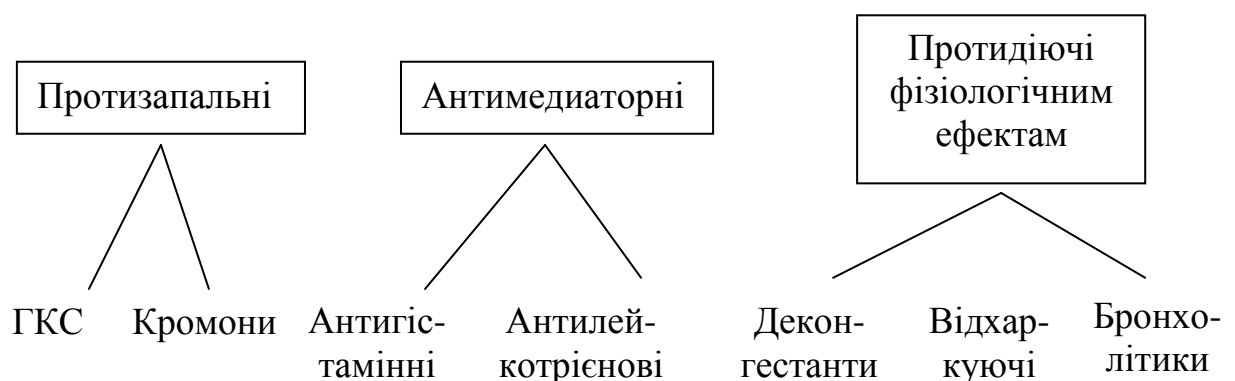 Протизапальні
Антимедиаторні
Протидіючі
фізіологічним
ефектам
ГКС
Кромони
Антигіс-
тамінні
Антилей-
котрієнові
Декон-
гестанти
Відхар-
куючі
Бронхо-
літики